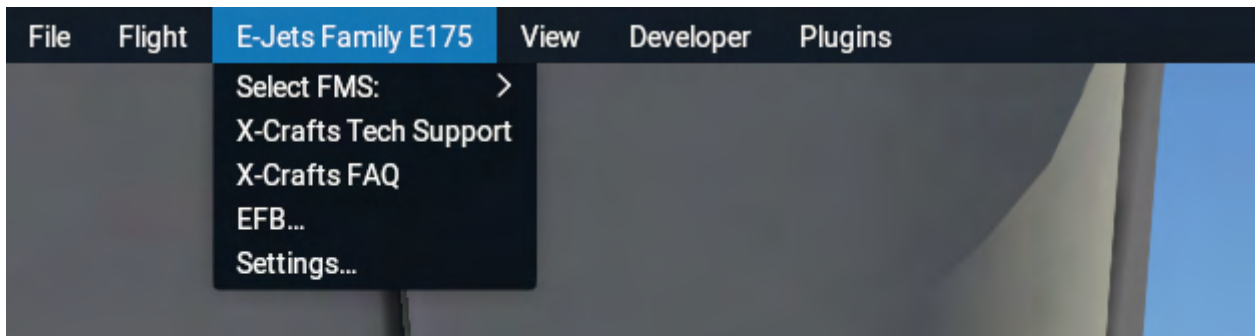 File Flight E-Jets Family E175 View Developer Plugins
Select FMS: >
X-Crafts Tech Support
X-Crafts FAQ
EFB...
Settings...